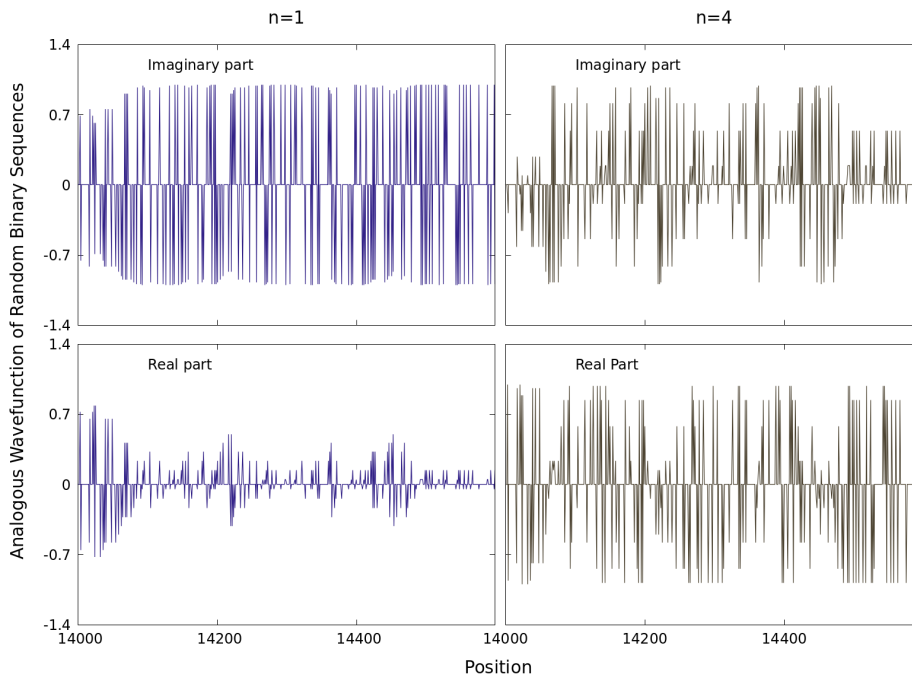 n=1
n=4
Analogous Wavefunction of Random Binary Sequences
1.4
0.7
0
-0.7
-1.4
Imaginary part
Imaginary part
1.4
0.7
0
-0.7
-1.4
Real part
Real Part
14000
14200
14400
14000
14200
14400
Position